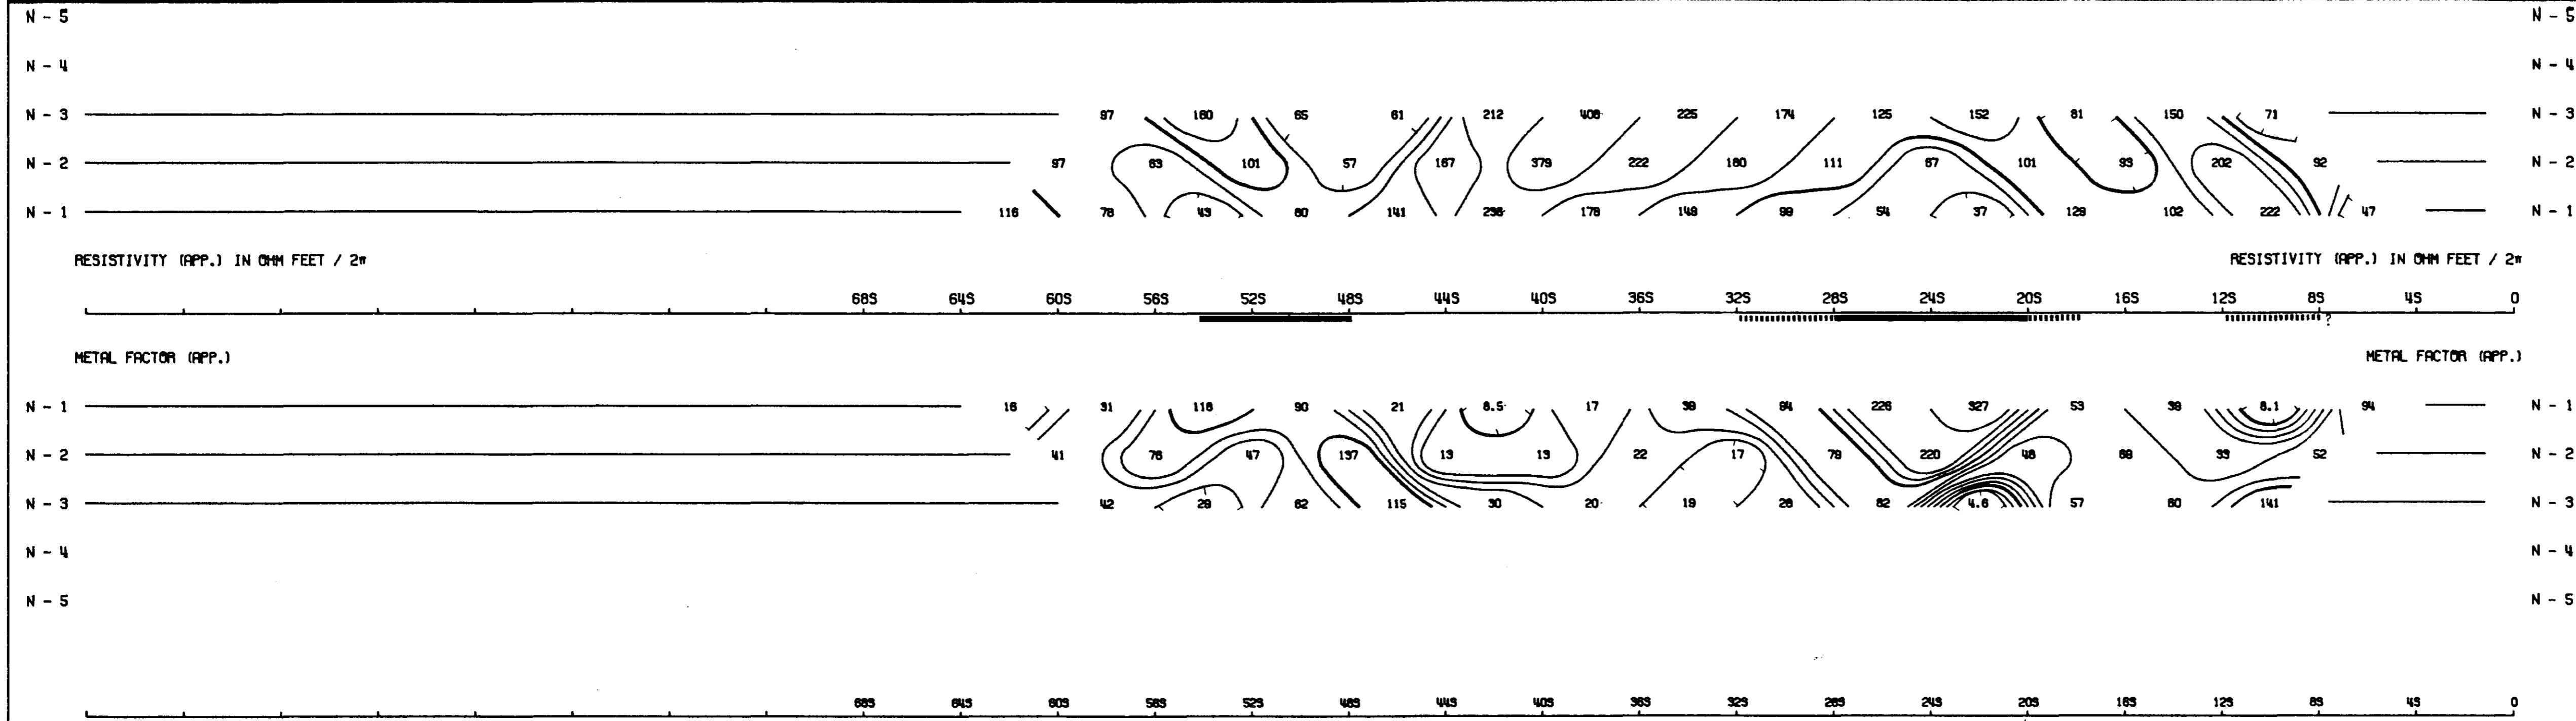 N - 5 N - 5
N - 4 N - 4
N - 3 97 160 65 61 212 408 225 174 125 152 81 150 71 N - 3
N - 2 97 63 101 57 167 379 222 160 111 67 101 93 202 92 N - 2
N - 1 116 78 43 60 141 236 178 149 99 54 37 129 102 222 47 N - 1
RESISTIVITY (APP.) IN OHM FEET / 2π RESISTIVITY (APP.) IN OHM FEET / 2π
68S 64S 60S 56S 52S 48S 44S 40S 36S 32S 28S 24S 20S 16S 12S 8S 4S 0
?
METAL FACTOR (APP.) METAL FACTOR (APP.)
N - 1 16 31 116 90 21 8.5 17 39 94 226 327 53 39 8.1 94 N - 1
N - 2 41 76 47 137 13 13 22 17 79 220 48 69 33 52 N - 2
N - 3 42 29 62 115 30 20 19 26 82 4.6 57 60 141 N - 3
N - 4 N - 4
N - 5 N - 5
68S 64S 60S 56S 52S 48S 44S 40S 36S 32S 28S 24S 20S 16S 12S 8S 4S 0